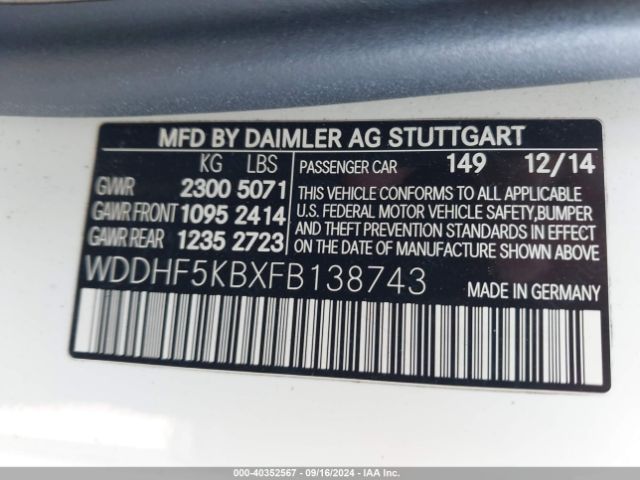 MFD BY DAIMLER AG STUTTGART
KG LBS
GVWR 2300 5071
GAWR FRONT 1095 2414
GAWR REAR 1235 2723
PASSENGER CAR 149 12/14
THIS VEHICLE CONFORMS TO ALL APPLICABLE
U.S. FEDERAL MOTOR VEHICLE SAFETY,BUMPER
AND THEFT PREVENTION STANDARDS IN EFFECT
ON THE DATE OF MANUFACTURE SHOWN ABOVE.
WDDHF5KBXFB138743 MADE IN GERMANY
000-40352567 - 09/16/2024 - IAAI.COM